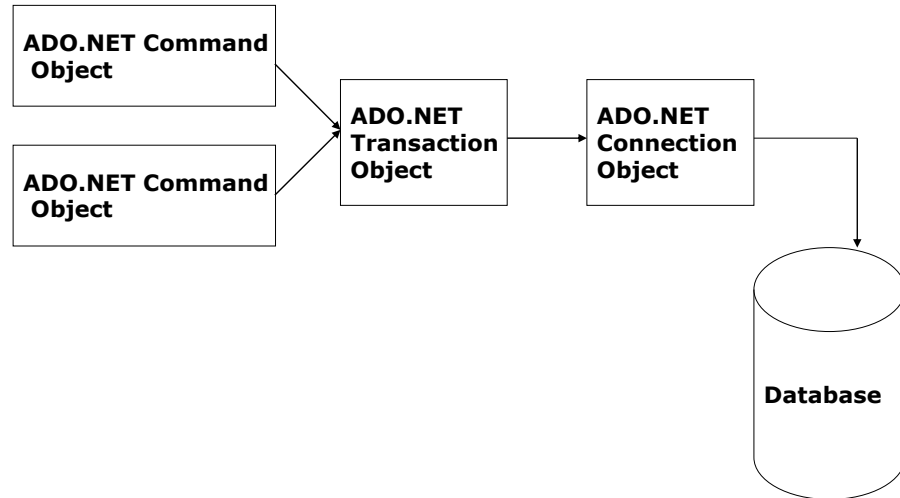 ADO.NET Command
Object
ADO.NET Command
Object
ADO.NET
Transaction
Object
ADO.NET
Connection
Object
Database